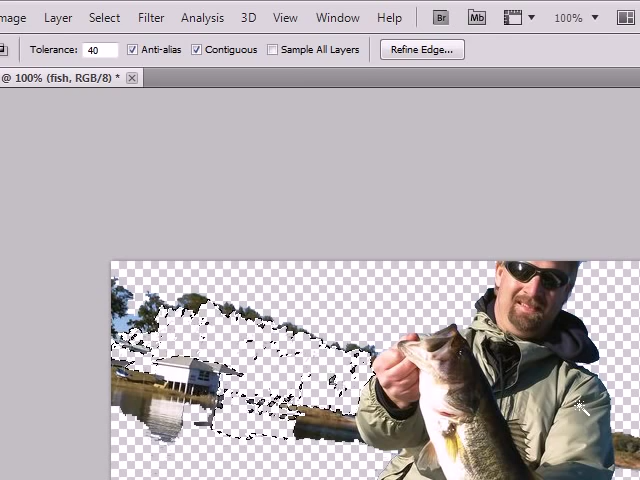 mage Layer Select Filter Analysis 3D View Window Help Br Mb 100%
Tolerance: 40 Anti-alias Contiguous Sample All Layers Refine Edge...
@ 100% (fish, RGB/8) *